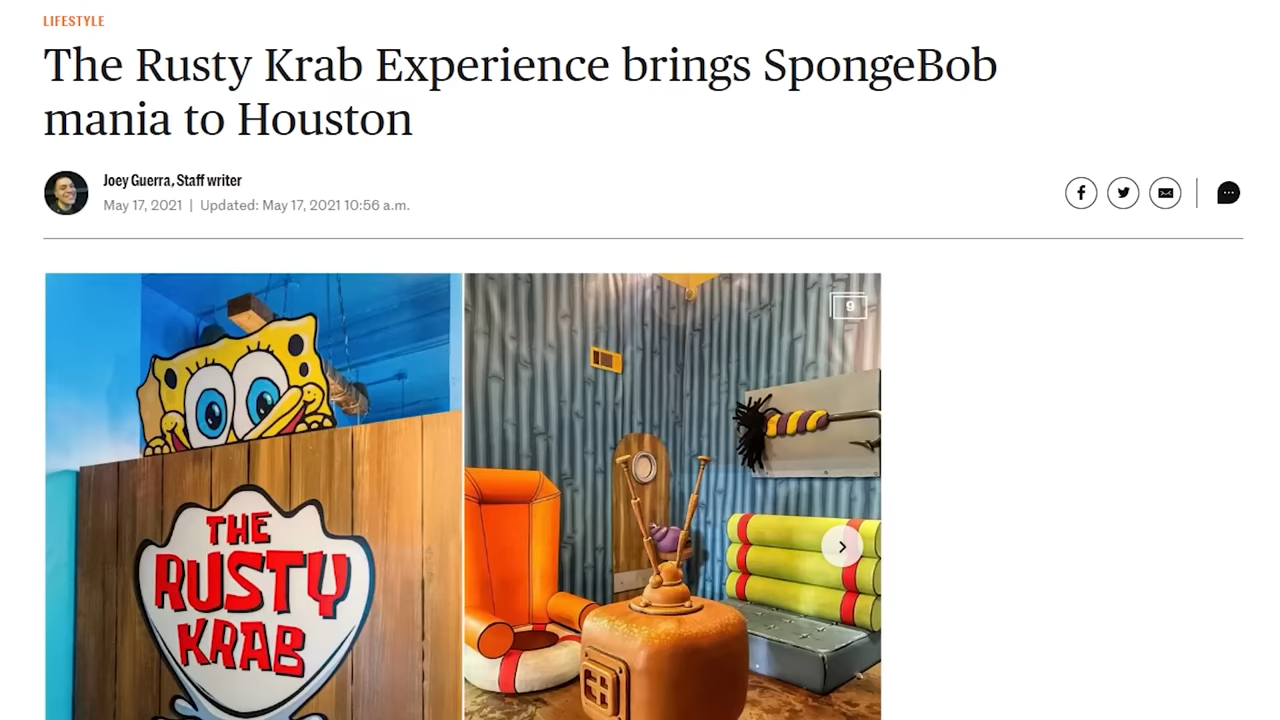 LIFESTYLE
The Rusty Krab Experience brings SpongeBob
mania to Houston
Joey Guerra, Staff writer
May 17, 2021 | Updated: May 17, 2021 10:56 a.m.
9
THE
RUSTY
KRAB